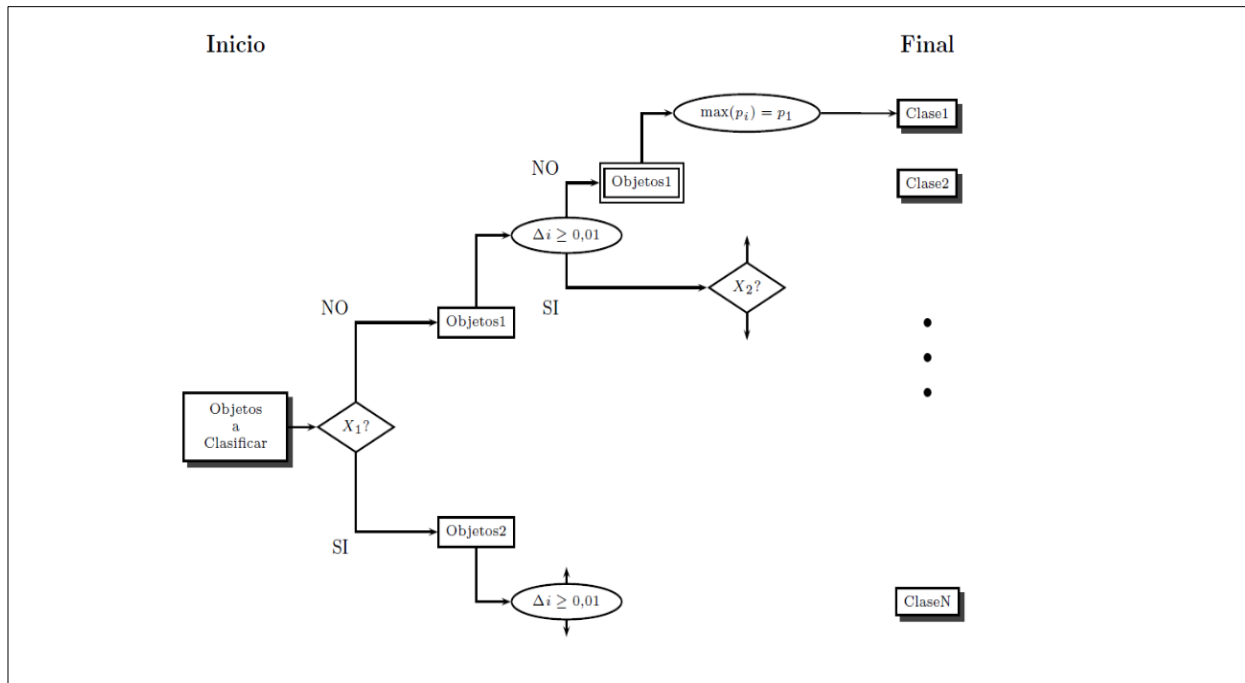 Inicio
Final
max(p_i) = p_1
Clase1
NO
Objetos1
Clase2
Δi ≥ 0,01
X_2?
NO
SI
Objetos1
Objetos
a
Clasificar
X_1?
SI
Objetos2
Δi ≥ 0,01
ClaseN